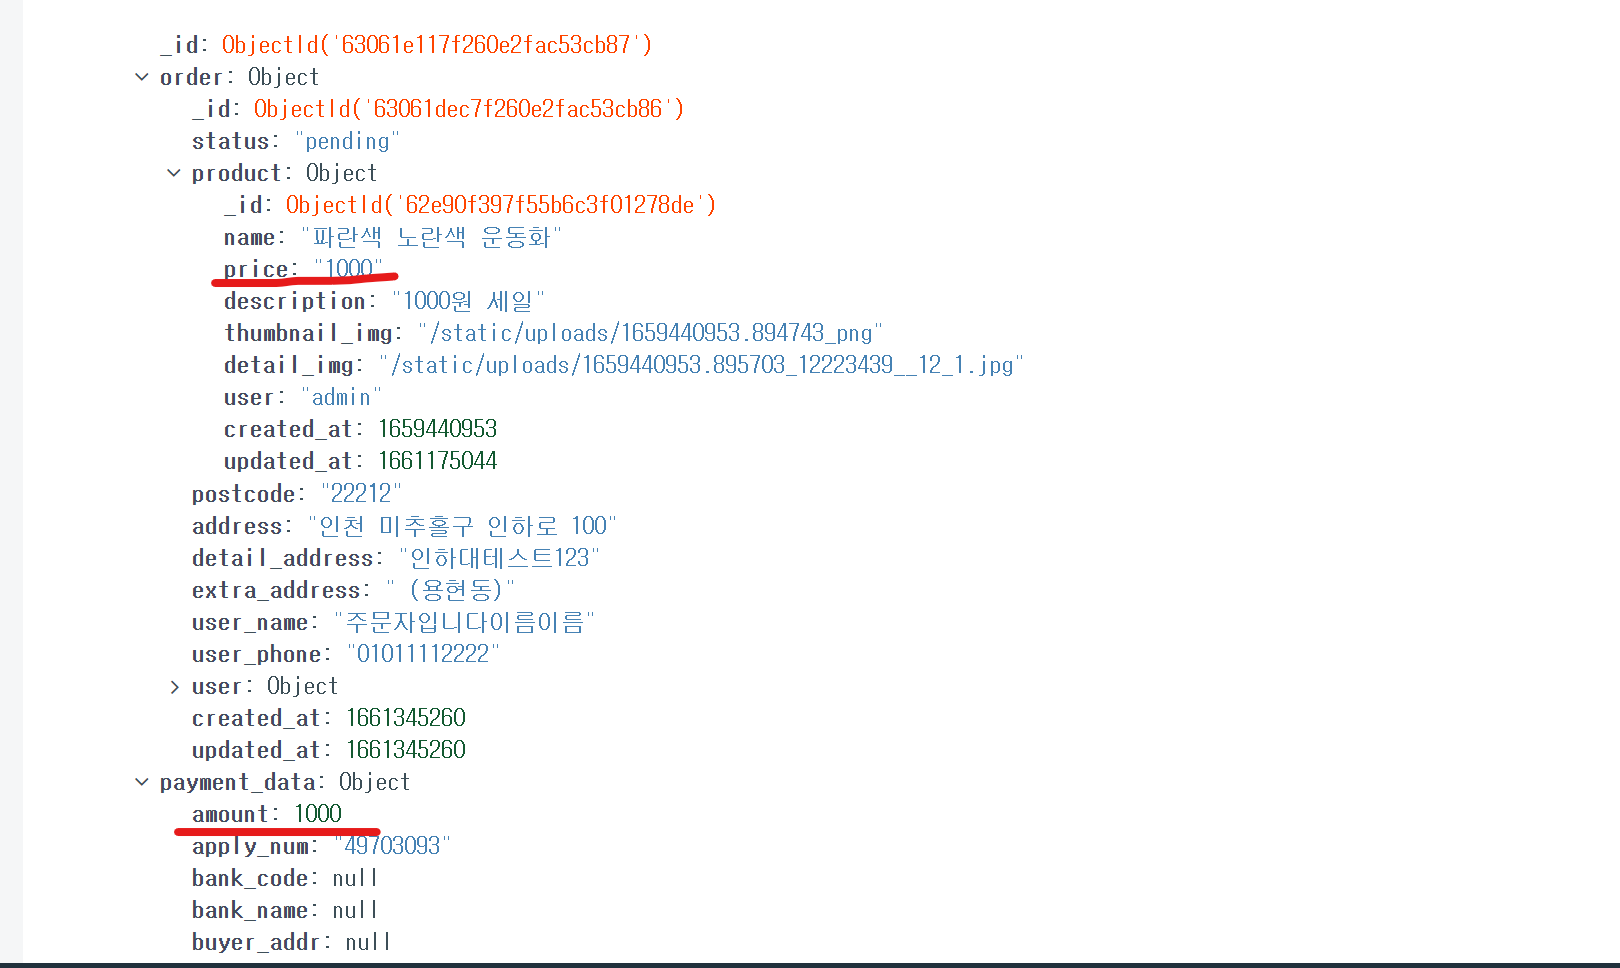 _id: ObjectId('63061e117f260e2fac53cb87')
order: Object
_id: ObjectId('63061dec7f260e2fac53cb86')
status: "pending"
product: Object
_id: ObjectId('62e90f397f55b6c3f01278de')
name: "파란색 노란색 운동화"
price: "1000"
description: "1000원 세일"
thumbnail_img: "/static/uploads/1659440953.894743_png"
detail_img: "/static/uploads/1659440953.895703_12223439__12_1.jpg"
user: "admin"
created_at: 1659440953
updated_at: 1661175044
postcode: "22212"
address: "인천 미추홀구 인하로 100"
detail_address: "인하대테스트123"
extra_address: " (용현동)"
user_name: "주문자입니다이름이름"
user_phone: "01011112222"
user: Object
created_at: 1661345260
updated_at: 1661345260
payment_data: Object
amount: 1000
apply_num: "49703093"
bank_code: null
bank_name: null
buyer_addr: null